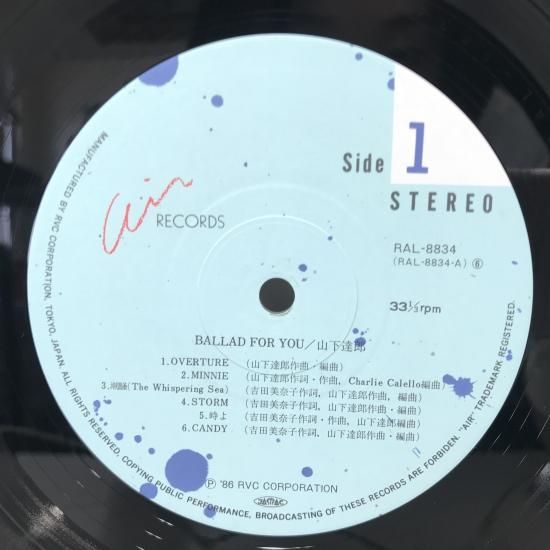 Side 1
STEREO
Air RECORDS
RAL-8834
(RAL-8834-A) ⑥
33⅓rpm
BALLAD FOR YOU／山下達郎
1.OVERTURE (山下達郎作曲・編曲)
2.MINNIE (山下達郎作詞・作曲, Charlie Calello編曲)
3.潮騒(The Whispering Sea) (吉田美奈子作詞, 山下達郎作曲, 編曲)
4.STORM (吉田美奈子作詞, 山下達郎作曲, 編曲)
5.時よ (吉田美奈子作詞・作曲, 山下達郎編曲)
6.CANDY (吉田美奈子作詞, 山下達郎作曲・編曲)
Ⓟ '86 RVC CORPORATION
JASRAC
MANUFACTURED BY RVC CORPORATION, TOKYO, JAPAN. ALL RIGHTS RESERVED, COPYING PUBLIC PERFORMANCE, BROADCASTING OF THESE RECORDS ARE FORBIDDEN. "AIR" TRADEMARK REGISTERED.